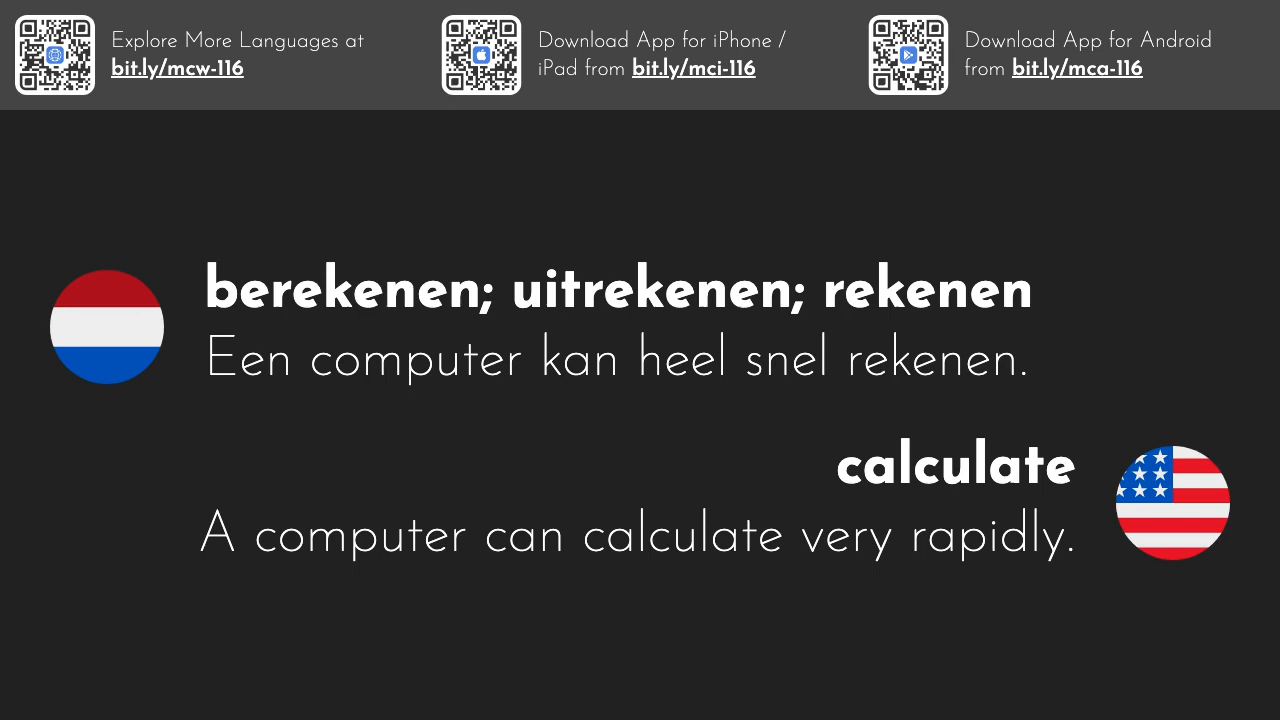 Explore More Languages at
bit.ly/mcw-116
Download App for iPhone /
iPad from bit.ly/mci-116
Download App for Android
from bit.ly/mca-116
berekenen; uitrekenen; rekenen
Een computer kan heel snel rekenen.
calculate
A computer can calculate very rapidly.